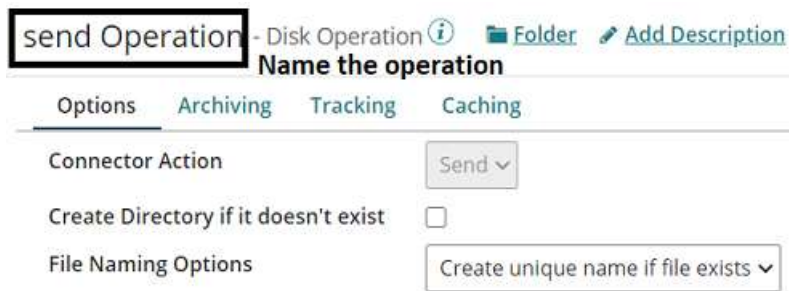 send Operation - Disk Operation i Folder Add Description
Name the operation
Options Archiving Tracking Caching
Connector Action Send
Create Directory if it doesn't exist
File Naming Options Create unique name if file exists